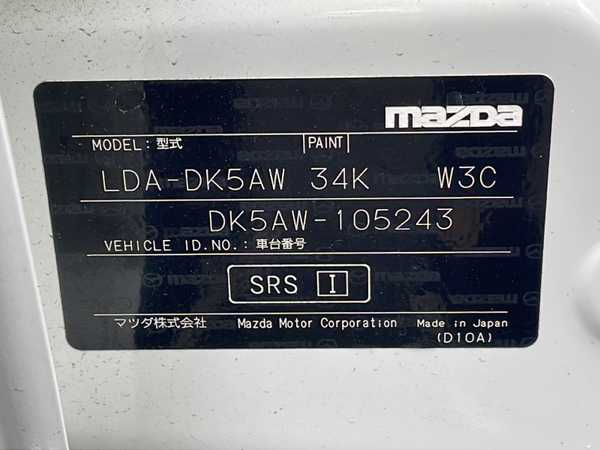 mazda
MODEL: 型式 PAINT
LDA-DK5AW 34K W3C
DK5AW-105243
VEHICLE ID.NO.: 車台番号
SRS I
マツダ株式会社 Mazda Motor Corporation Made in Japan
(D10A)